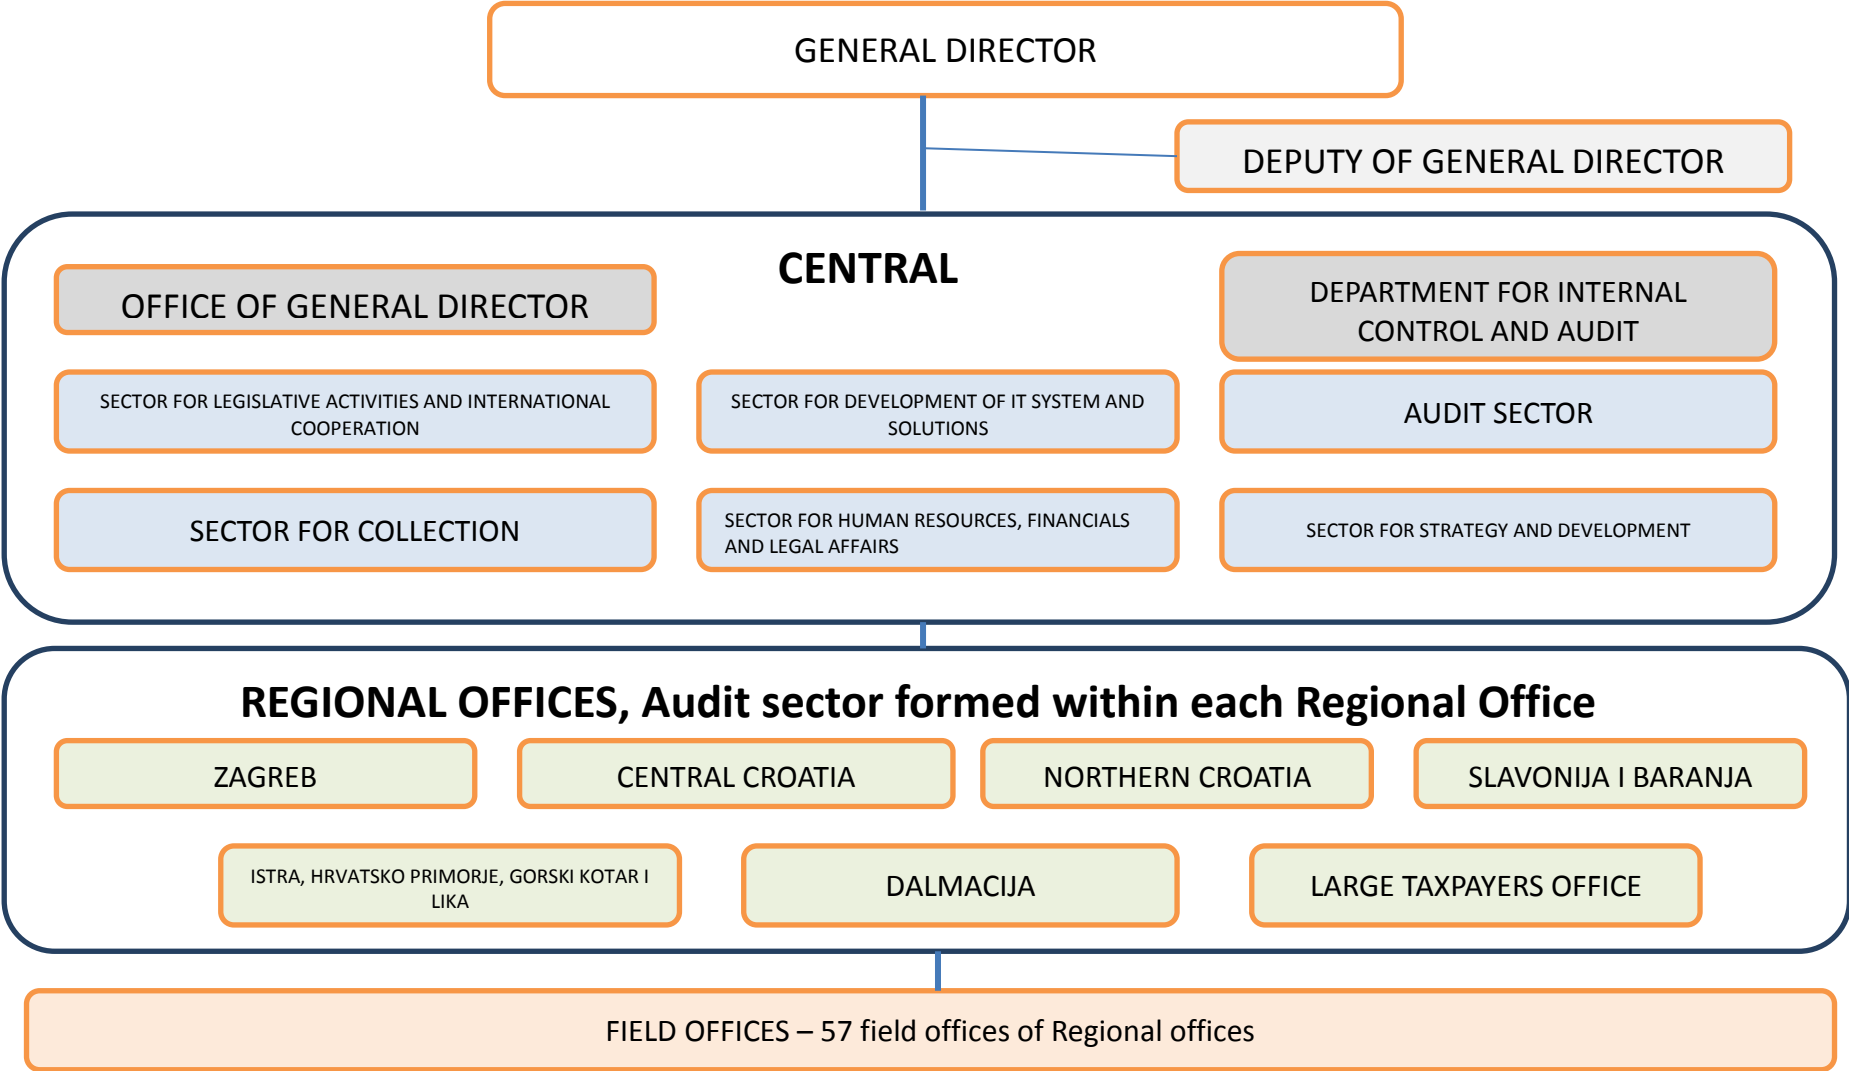 GENERAL DIRECTOR
DEPUTY OF GENERAL DIRECTOR
CENTRAL
OFFICE OF GENERAL DIRECTOR
DEPARTMENT FOR INTERNAL
CONTROL AND AUDIT
SECTOR FOR LEGISLATIVE ACTIVITIES AND INTERNATIONAL
COOPERATION
SECTOR FOR DEVELOPMENT OF IT SYSTEM AND
SOLUTIONS
AUDIT SECTOR
SECTOR FOR COLLECTION
SECTOR FOR HUMAN RESOURCES, FINANCIALS
AND LEGAL AFFAIRS
SECTOR FOR STRATEGY AND DEVELOPMENT
REGIONAL OFFICES, Audit sector formed within each Regional Office
ZAGREB
CENTRAL CROATIA
NORTHERN CROATIA
SLAVONIJA I BARANJA
ISTRA, HRVATSKO PRIMORJE, GORSKI KOTAR I
LIKA
DALMACIJA
LARGE TAXPAYERS OFFICE
FIELD OFFICES – 57 field offices of Regional offices